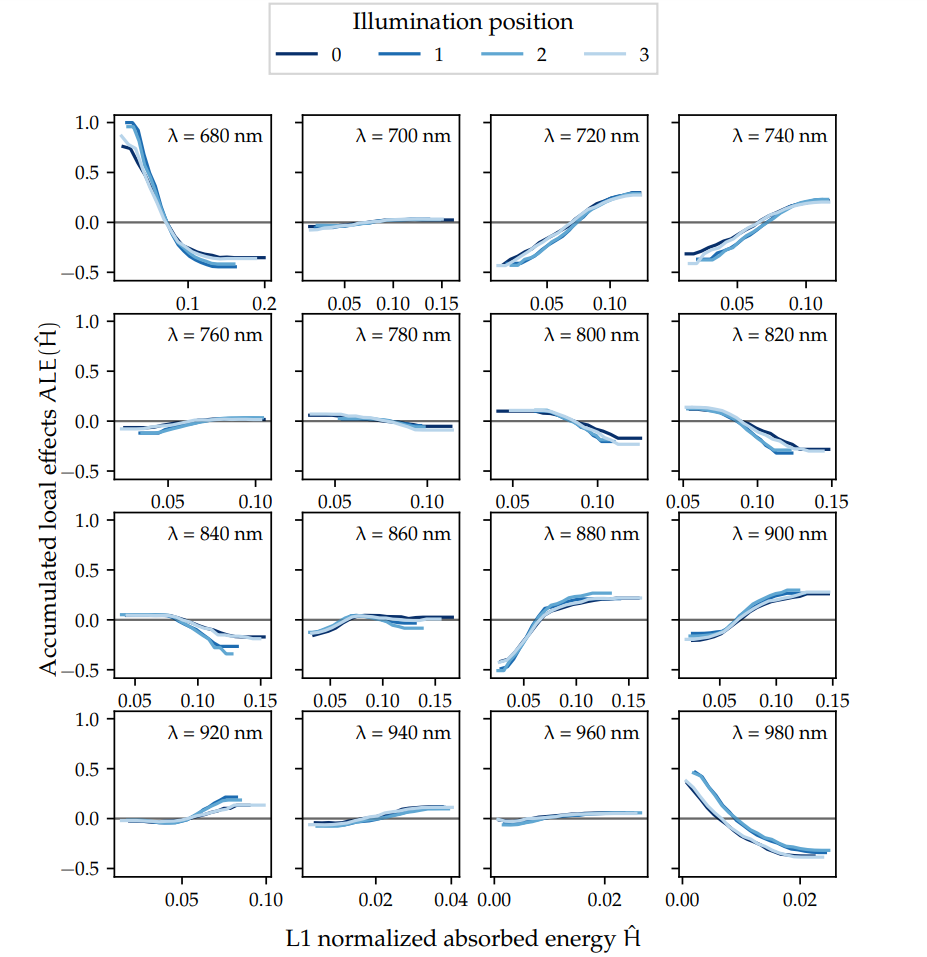 Illumination position
0 1 2 3
1.0 0.5 0.0 −0.5
λ = 680 nm λ = 700 nm λ = 720 nm λ = 740 nm
0.1 0.2 0.05 0.10 0.15 0.05 0.10 0.05 0.10
1.0 0.5 0.0 −0.5
λ = 760 nm λ = 780 nm λ = 800 nm λ = 820 nm
0.05 0.10 0.05 0.10 0.05 0.10 0.05 0.10 0.15
1.0 0.5 0.0 −0.5
λ = 840 nm λ = 860 nm λ = 880 nm λ = 900 nm
0.05 0.10 0.15 0.05 0.10 0.15 0.05 0.10 0.15 0.05 0.10 0.15
1.0 0.5 0.0 −0.5
λ = 920 nm λ = 940 nm λ = 960 nm λ = 980 nm
0.05 0.10 0.02 0.04 0.00 0.02 0.00 0.02
Accumulated local effects ALE(Ĥ)
L1 normalized absorbed energy Ĥ